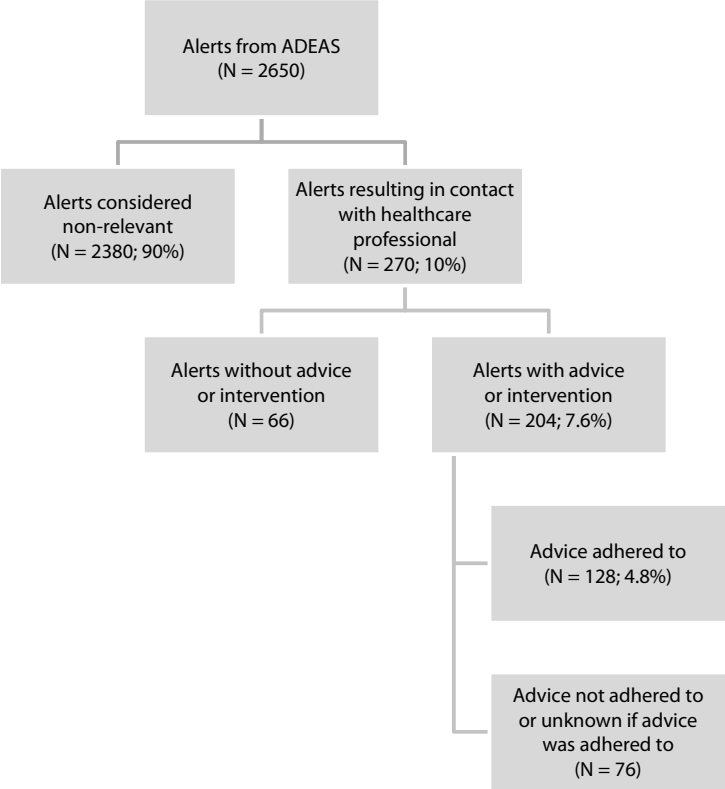 Alerts from ADEAS
(N = 2650)
Alerts considered
non-relevant
(N = 2380; 90%)
Alerts resulting in contact
with healthcare
professional
(N = 270; 10%)
Alerts without advice
or intervention
(N = 66)
Alerts with advice
or intervention
(N = 204; 7.6%)
Advice adhered to
(N = 128; 4.8%)
Advice not adhered to
or unknown if advice
was adhered to
(N = 76)